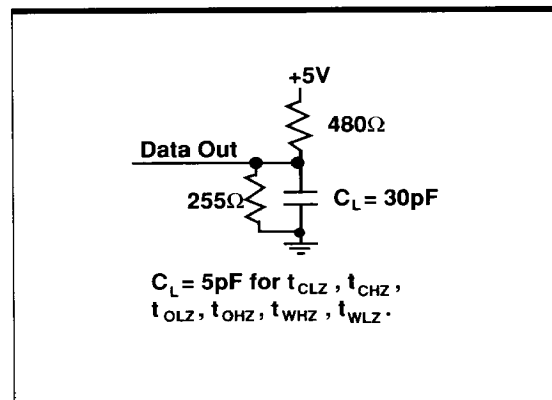 +5V
480Ω
Data Out
255Ω
C_L = 30pF
C_L = 5pF for t_CLZ , t_CHZ ,
t_OLZ , t_OHZ , t_WHZ , t_WLZ .